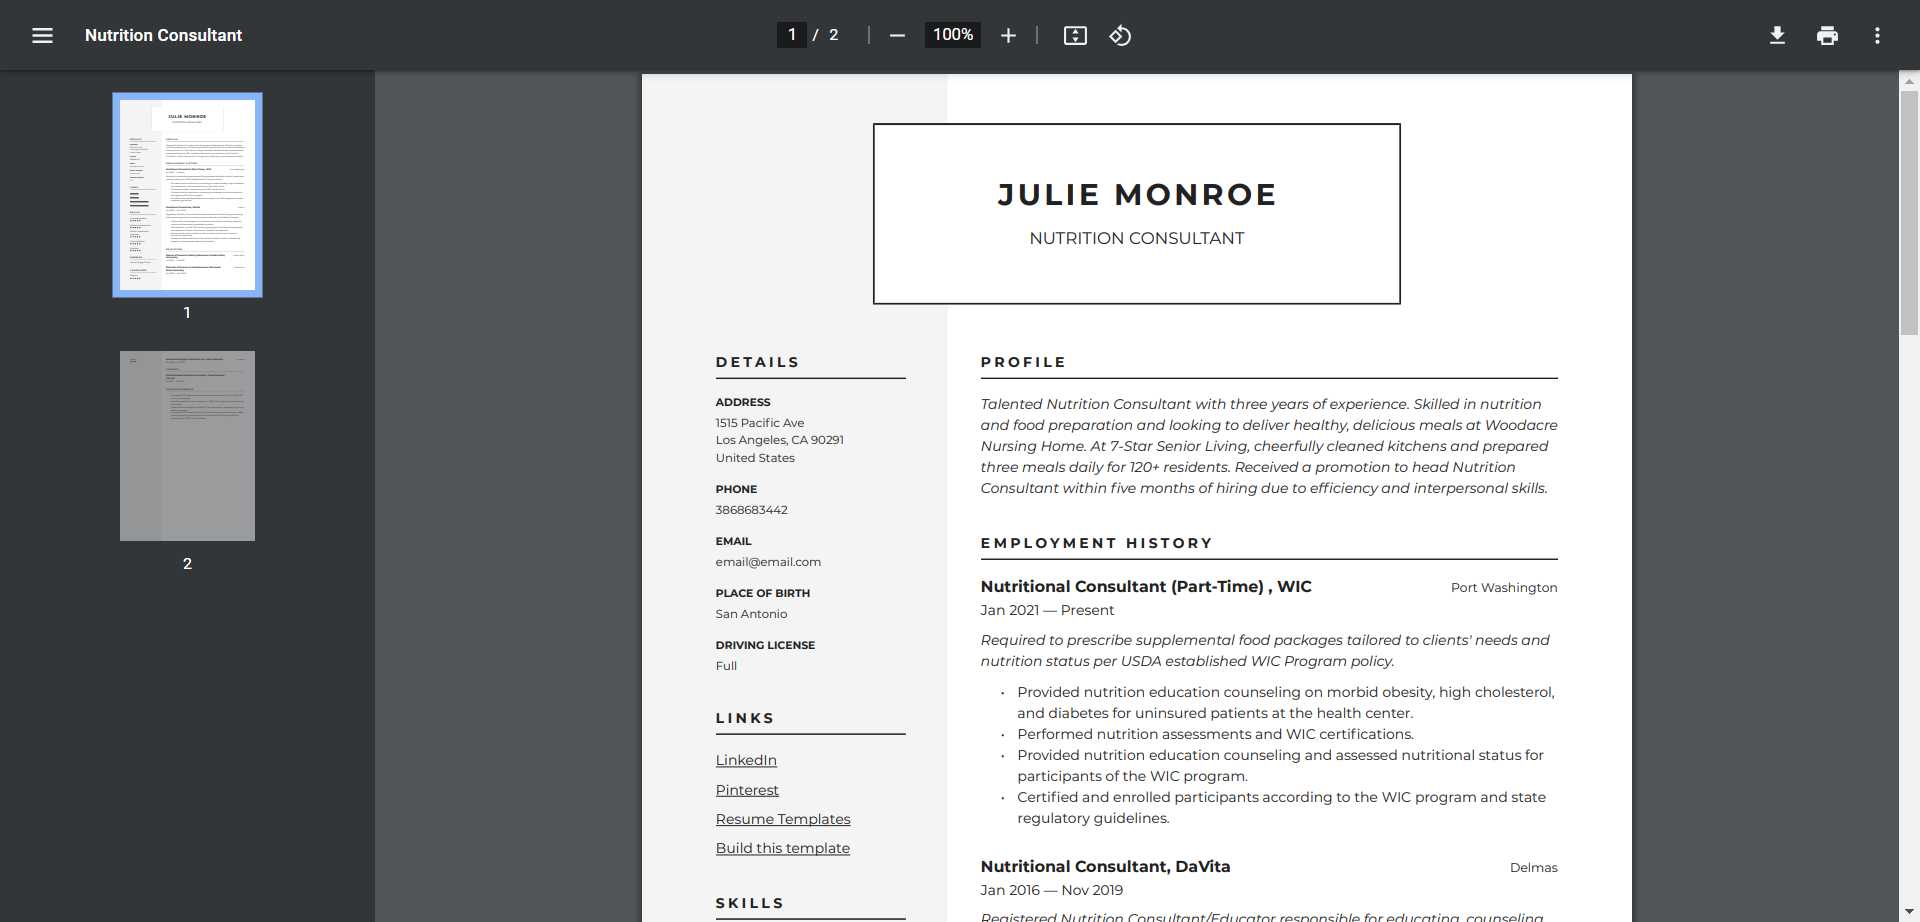 Nutrition Consultant
1 / 2
100%
1
2
JULIE MONROE
NUTRITION CONSULTANT
DETAILS
ADDRESS
1515 Pacific Ave
Los Angeles, CA 90291
United States
PHONE
3868683442
EMAIL
email@email.com
PLACE OF BIRTH
San Antonio
DRIVING LICENSE
Full
LINKS
LinkedIn
Pinterest
Resume Templates
Build this template
SKILLS
PROFILE
Talented Nutrition Consultant with three years of experience. Skilled in nutrition
and food preparation and looking to deliver healthy, delicious meals at Woodacre
Nursing Home. At 7-Star Senior Living, cheerfully cleaned kitchens and prepared
three meals daily for 120+ residents. Received a promotion to head Nutrition
Consultant within five months of hiring due to efficiency and interpersonal skills.
EMPLOYMENT HISTORY
Nutritional Consultant (Part-Time) , WIC
Port Washington
Jan 2021 — Present
Required to prescribe supplemental food packages tailored to clients' needs and
nutrition status per USDA established WIC Program policy.
• Provided nutrition education counseling on morbid obesity, high cholesterol,
and diabetes for uninsured patients at the health center.
• Performed nutrition assessments and WIC certifications.
• Provided nutrition education counseling and assessed nutritional status for
participants of the WIC program.
• Certified and enrolled participants according to the WIC program and state
regulatory guidelines.
Nutritional Consultant, DaVita
Delmas
Jan 2016 — Nov 2019
Registered Nutrition Consultant/Educator responsible for educating, counseling,